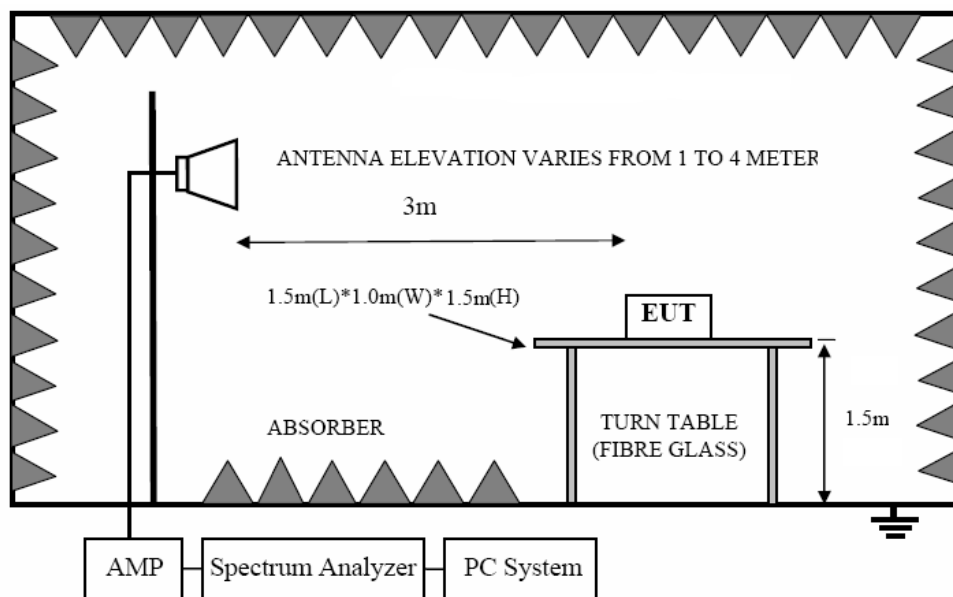 ANTENNA ELEVATION VARIES FROM 1 TO 4 METER
3m
1.5m(L)*1.0m(W)*1.5m(H)
EUT
1.5m
TURN TABLE
(FIBRE GLASS)
ABSORBER
AMP
Spectrum Analyzer
PC System